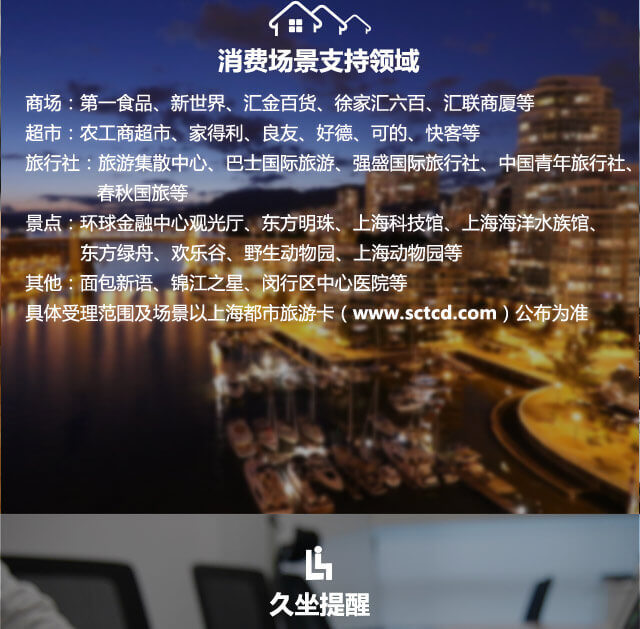 消费场景支持领域
商场：第一食品、新世界、汇金百货、徐家汇六百、汇联商厦等
超市：农工商超市、家得利、良友、好德、可的、快客等
旅行社：旅游集散中心、巴士国际旅游、强盛国际旅行社、中国青年旅行社、
春秋国旅等
景点：环球金融中心观光厅、东方明珠、上海科技馆、上海海洋水族馆、
东方绿舟、欢乐谷、野生动物园、上海动物园等
其他：面包新语、锦江之星、闵行区中心医院等
具体受理范围及场景以上海都市旅游卡（www.sctcd.com）公布为准
久坐提醒